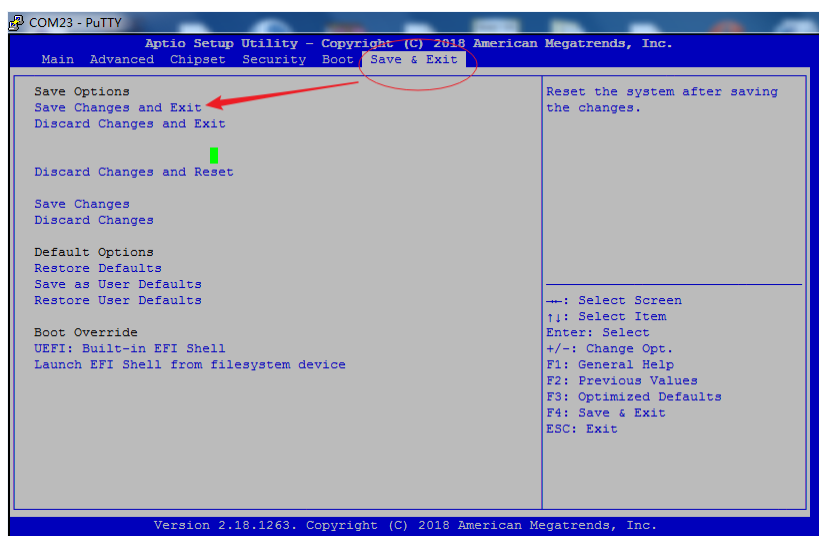 COM23 - PuTTY
Aptio Setup Utility - Copyright (C) 2018 American Megatrends, Inc.
Main Advanced Chipset Security Boot Save & Exit
Save Options
Save Changes and Exit
Discard Changes and Exit
Discard Changes and Reset
Save Changes
Discard Changes
Default Options
Restore Defaults
Save as User Defaults
Restore User Defaults
Boot Override
UEFI: Built-in EFI Shell
Launch EFI Shell from filesystem device
Reset the system after saving
the changes.
→←: Select Screen
↑↓: Select Item
Enter: Select
+/-: Change Opt.
F1: General Help
F2: Previous Values
F3: Optimized Defaults
F4: Save & Exit
ESC: Exit
Version 2.18.1263. Copyright (C) 2018 American Megatrends, Inc.